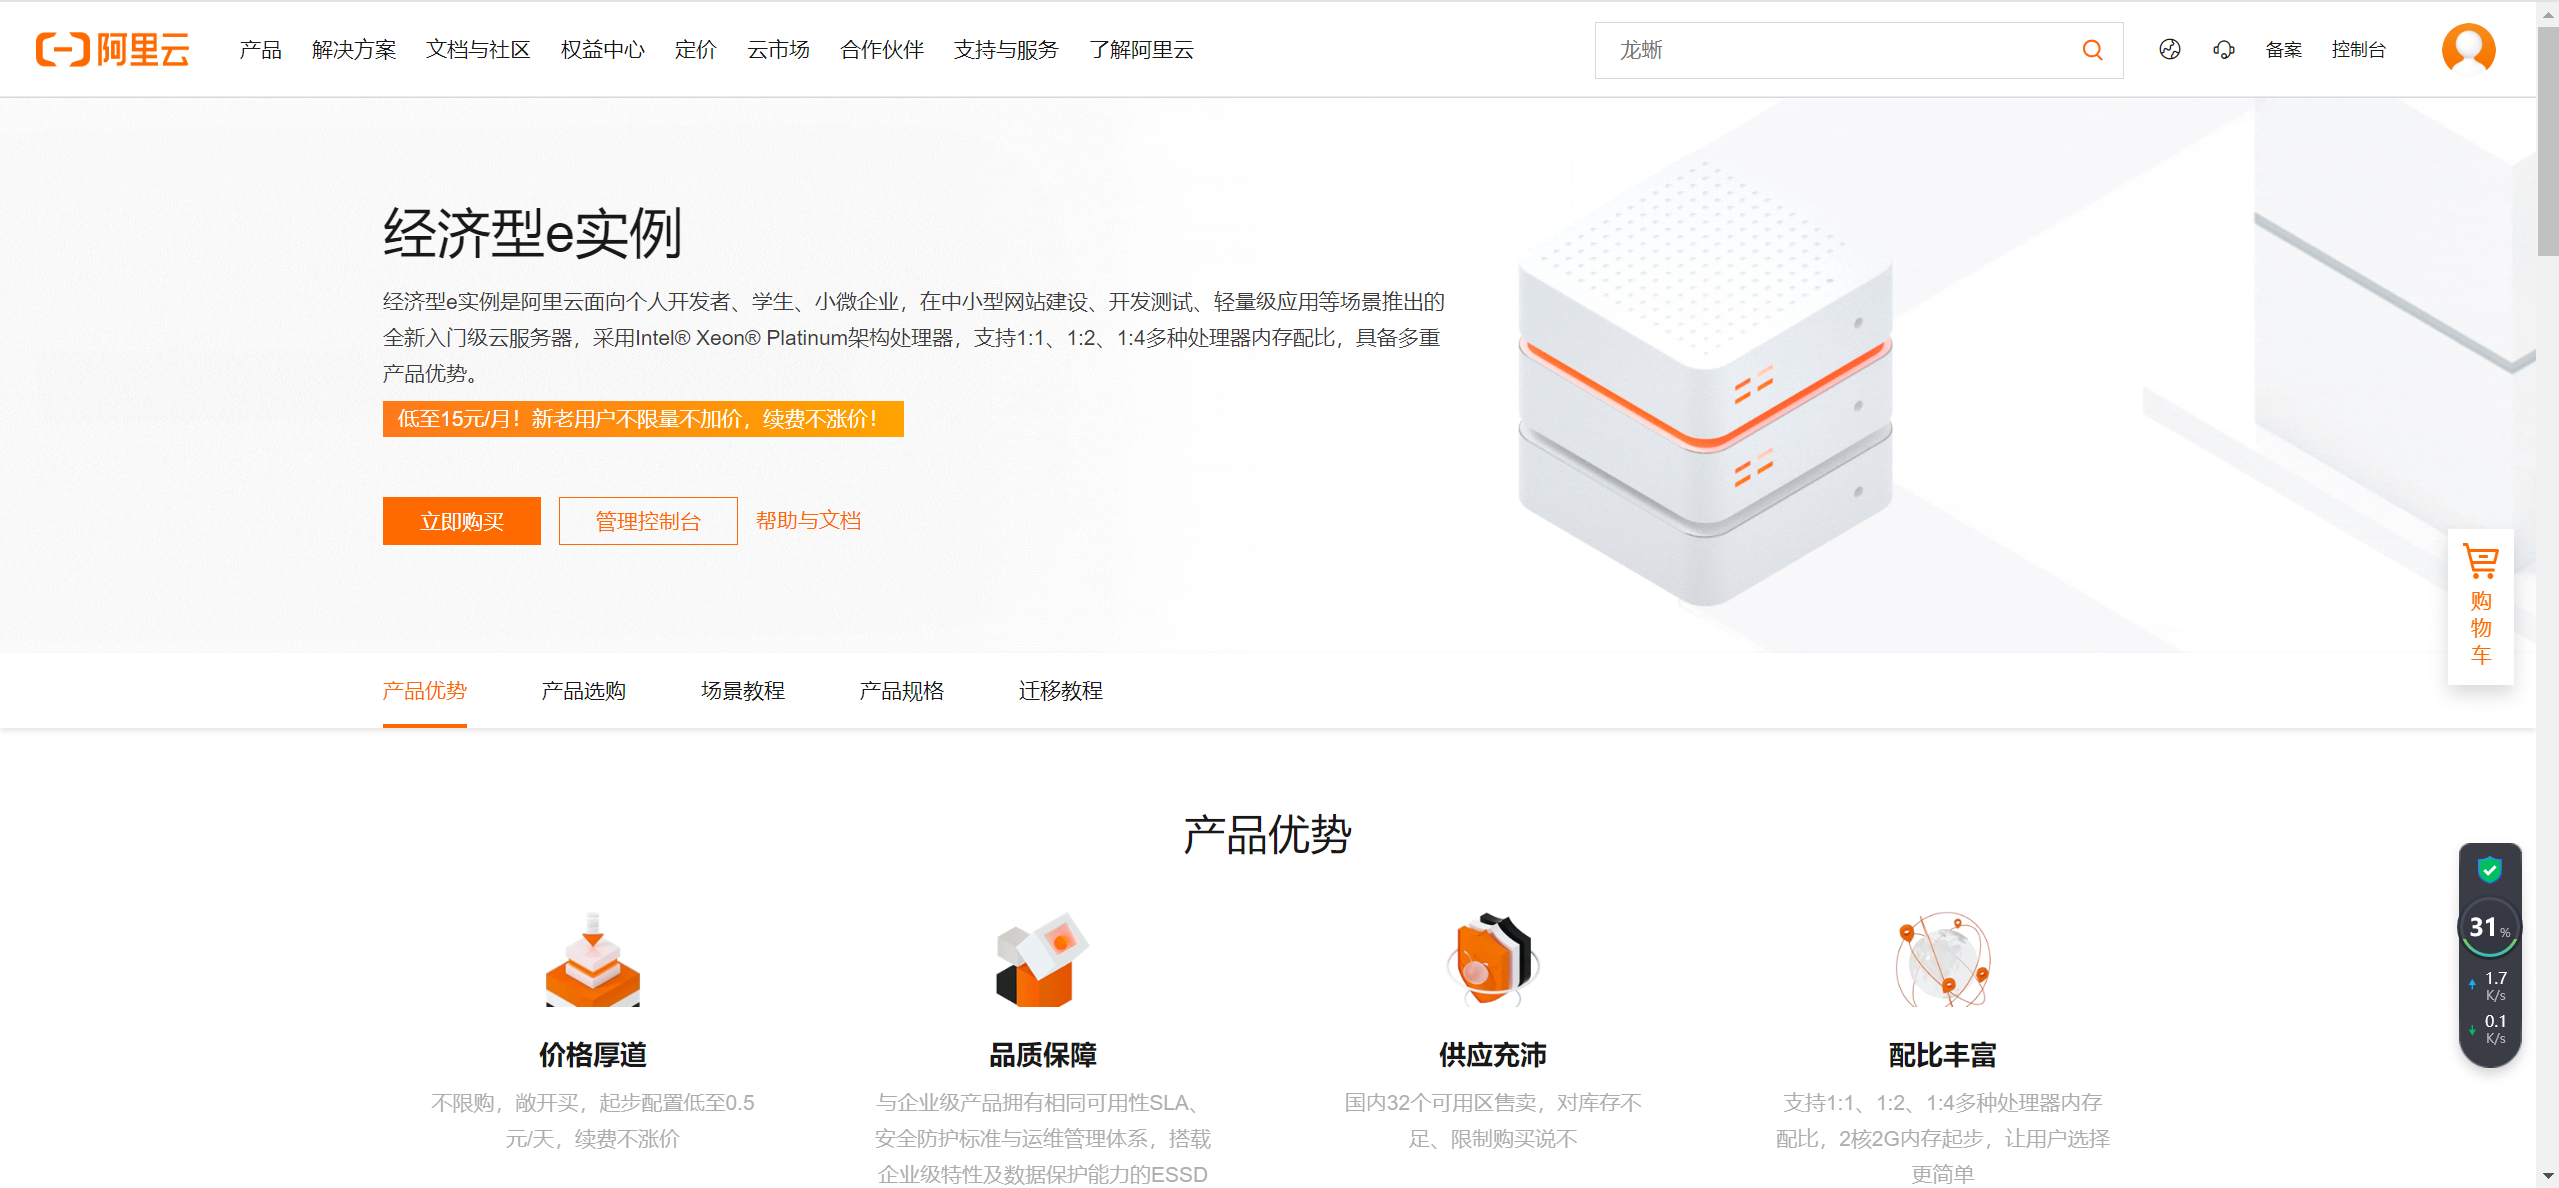 阿里云
产品 解决方案 文档与社区 权益中心 定价 云市场 合作伙伴 支持与服务 了解阿里云
龙蜥
备案 控制台
经济型e实例
经济型e实例是阿里云面向个人开发者、学生、小微企业，在中小型网站建设、开发测试、轻量级应用等场景推出的
全新入门级云服务器，采用Intel® Xeon® Platinum架构处理器，支持1:1、1:2、1:4多种处理器内存配比，具备多重
产品优势。
低至15元/月！新老用户不限量不加价，续费不涨价！
立即购买 管理控制台 帮助与文档
购
物
车
产品优势 产品选购 场景教程 产品规格 迁移教程
产品优势
价格厚道
不限购，敞开买，起步配置低至0.5
元/天，续费不涨价
品质保障
与企业级产品拥有相同可用性SLA、
安全防护标准与运维管理体系，搭载
企业级特性及数据保护能力的ESSD
供应充沛
国内32个可用区售卖，对库存不
足、限制购买说不
配比丰富
支持1:1、1:2、1:4多种处理器内存
配比，2核2G内存起步，让用户选择
更简单
31%
1.7
K/s
0.1
K/s